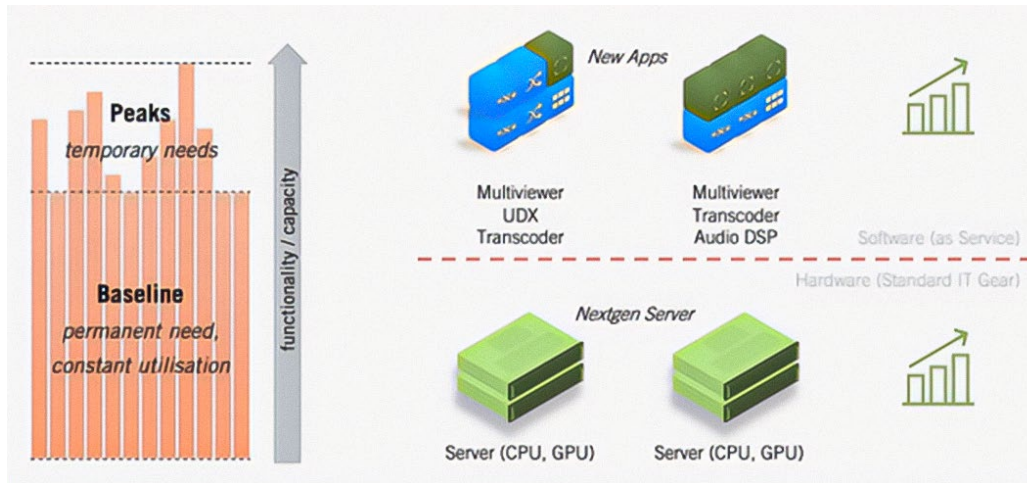 Peaks
temporary needs
Baseline
permanent need,
constant utilisation
functionality / capacity
New Apps
Multiviewer
UDX
Transcoder
Multiviewer
Transcoder
Audio DSP
Software (as Service)
Hardware (Standard IT Gear)
Nextgen Server
Server (CPU, GPU)
Server (CPU, GPU)